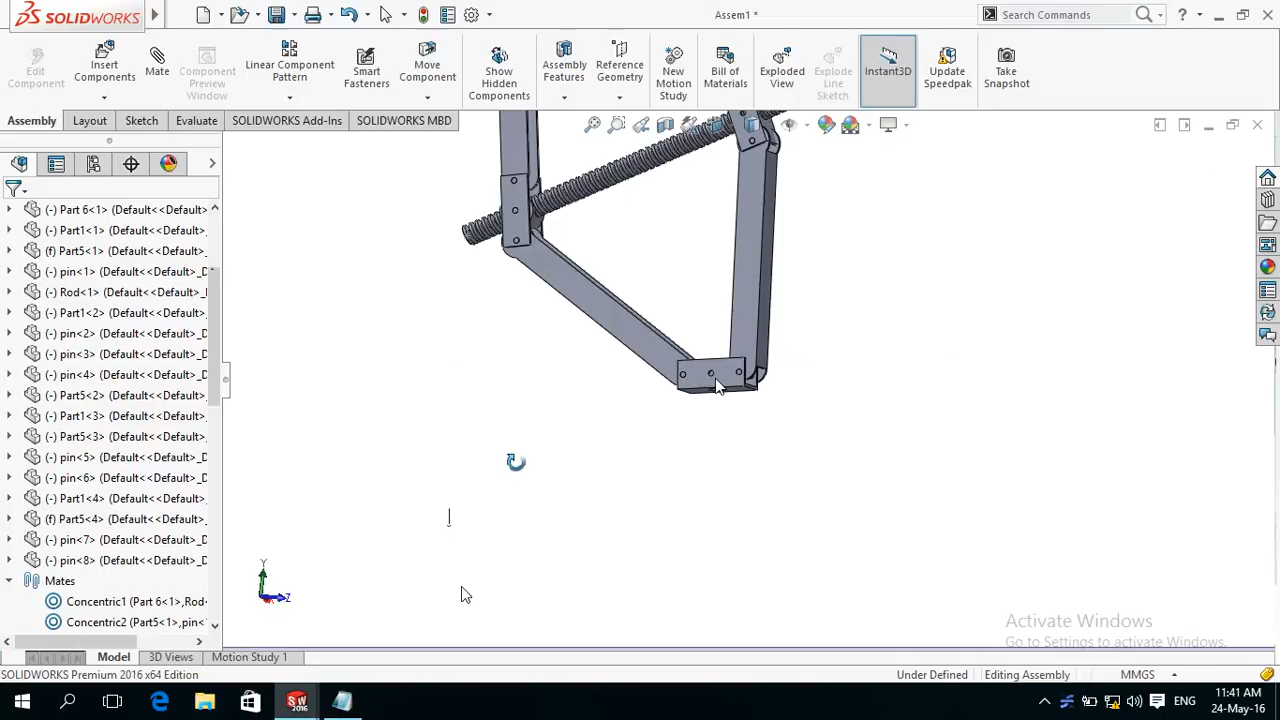 SOLIDWORKS
Assem1 *
Search Commands
Edit Component
Insert Components
Mate
Component Preview Window
Linear Component Pattern
Smart Fasteners
Move Component
Show Hidden Components
Assembly Features
Reference Geometry
New Motion Study
Bill of Materials
Exploded View
Explode Line Sketch
Instant3D
Update Speedpak
Take Snapshot
Assembly
Layout
Sketch
Evaluate
SOLIDWORKS Add-Ins
SOLIDWORKS MBD
(-) Part 6<1> (Default<<Default>
(-) Part1<1> (Default<<Default>_
(f) Part5<1> (Default<<Default>
(-) pin<1> (Default<<Default>_D
(-) Rod<1> (Default<<Default>_
(-) Part1<2> (Default<<Default>
(-) pin<2> (Default<<Default>_D
(-) pin<3> (Default<<Default>_D
(-) pin<4> (Default<<Default>_D
(-) Part5<2> (Default<<Default>_
(-) Part1<3> (Default<<Default>_
(-) Part5<3> (Default<<Default>_
(-) pin<5> (Default<<Default>_D
(-) pin<6> (Default<<Default>_D
(-) Part1<4> (Default<<Default>_
(f) Part5<4> (Default<<Default>_
(-) pin<7> (Default<<Default>_D
(-) pin<8> (Default<<Default>_D
Mates
Concentric1 (Part 6<1>,Rod
Concentric2 (Part5<1>,pin<
Y
Z
Activate Windows
Go to Settings to activate Windows.
Model
3D Views
Motion Study 1
SOLIDWORKS Premium 2016 x64 Edition
Under Defined
Editing Assembly
MMGS
ENG
11:41 AM
24-May-16